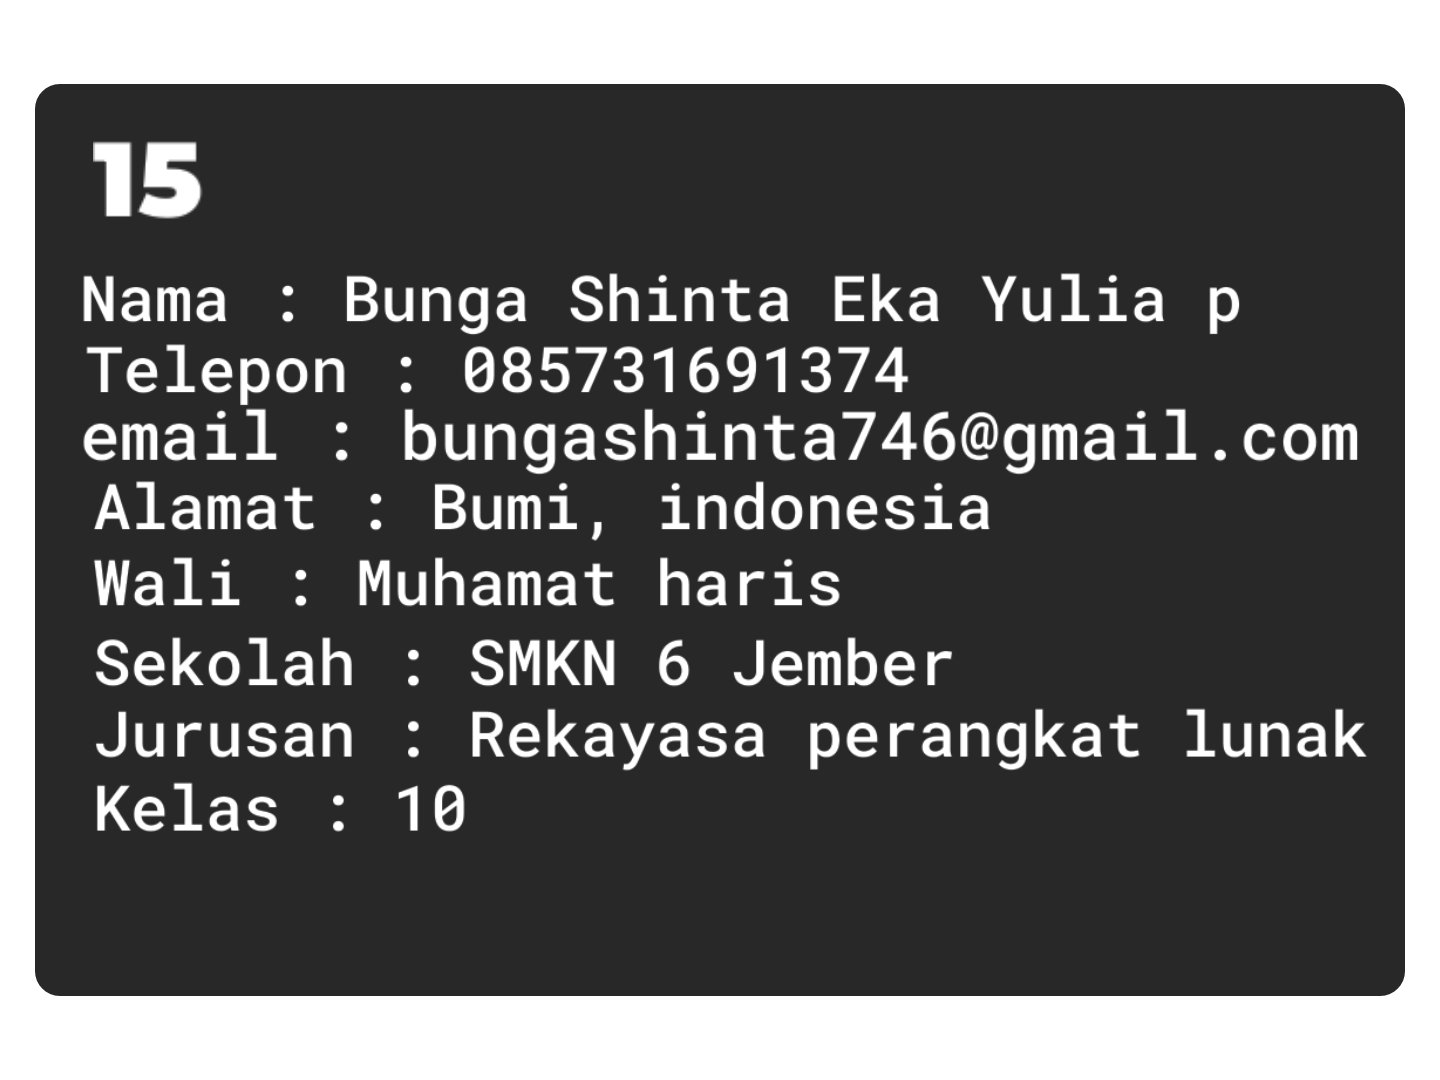 15
Nama : Bunga Shinta Eka Yulia p
Telepon : 085731691374
email : bungashinta746@gmail.com
Alamat : Bumi, indonesia
Wali : Muhamat haris
Sekolah : SMKN 6 Jember
Jurusan : Rekayasa perangkat lunak
Kelas : 10